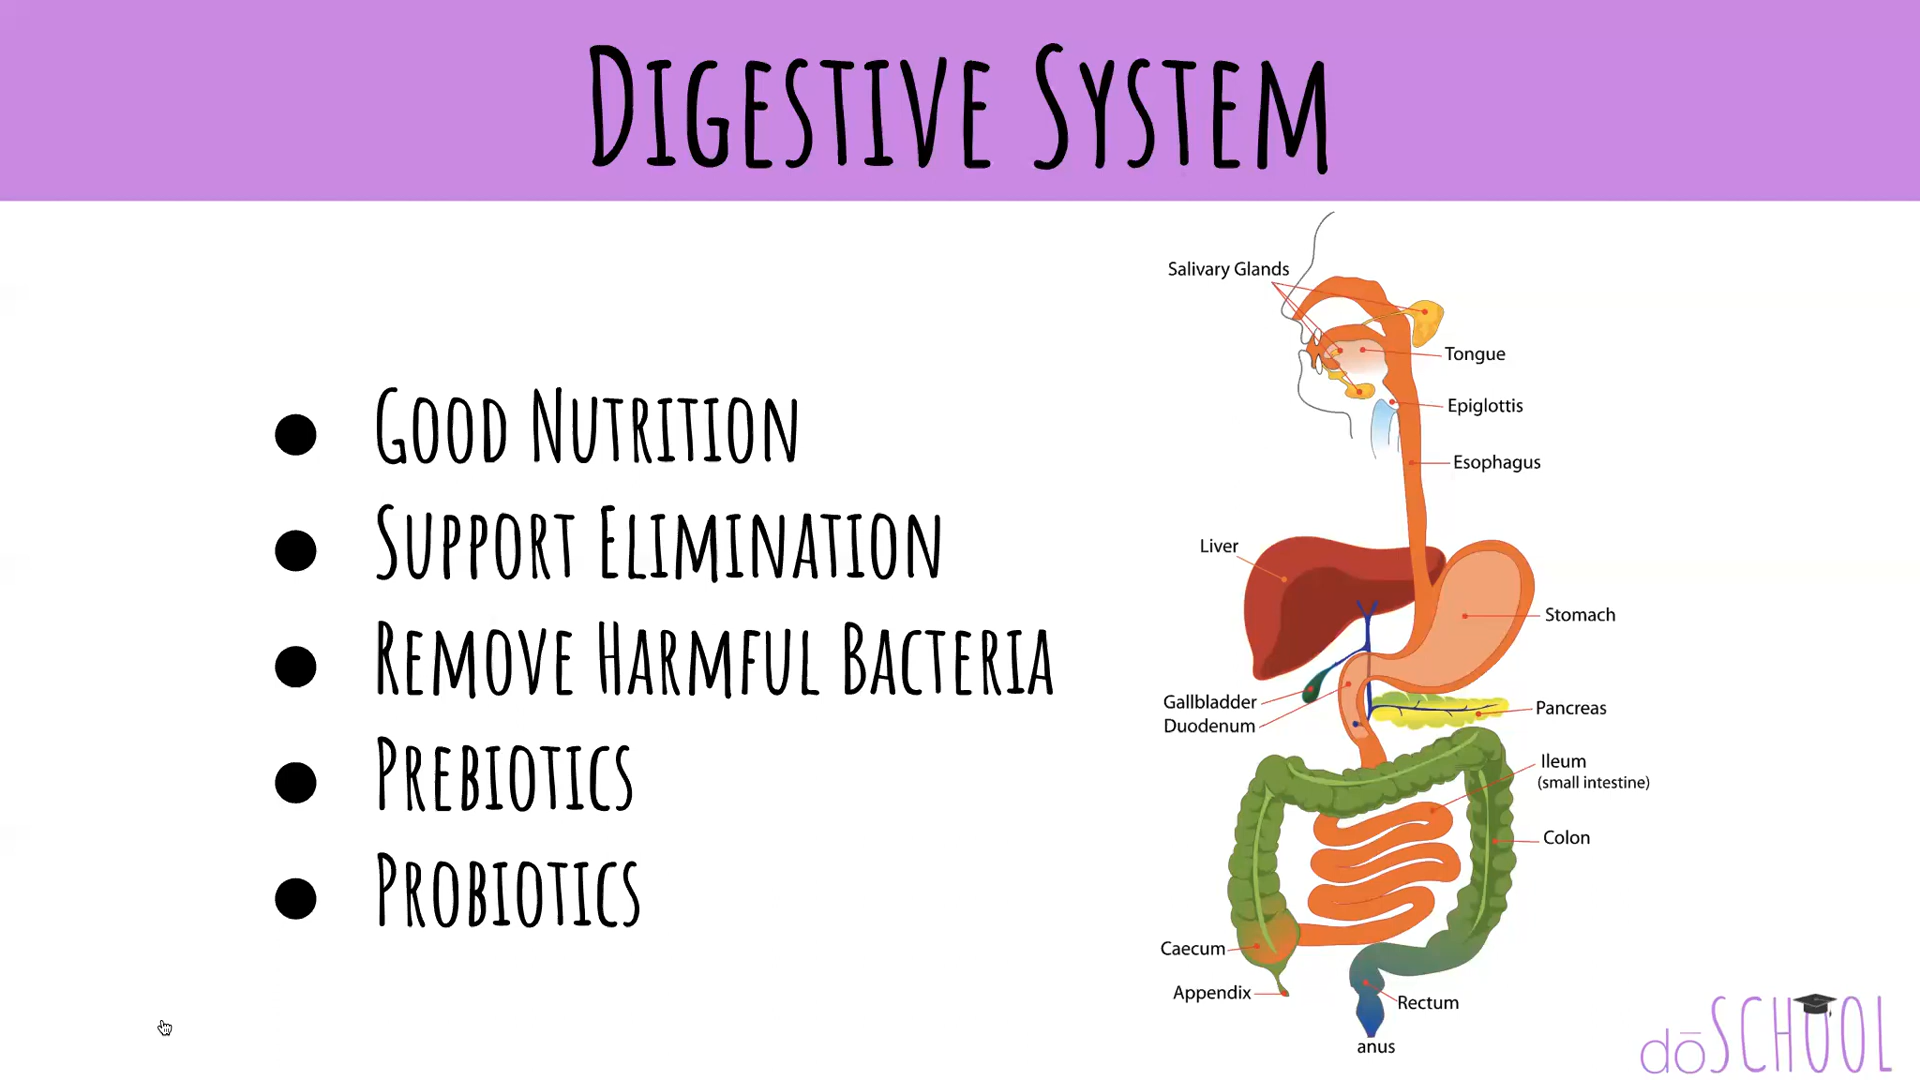 DIGESTIVE SYSTEM
● GOOD NUTRITION
● SUPPORT ELIMINATION
● REMOVE HARMFUL BACTERIA
● PREBIOTICS
● PROBIOTICS
Salivary Glands
Tongue
Epiglottis
Esophagus
Liver
Stomach
Gallbladder
Duodenum
Pancreas
Ileum
(small intestine)
Colon
Caecum
Appendix
Rectum
anus
dōSCHOOL